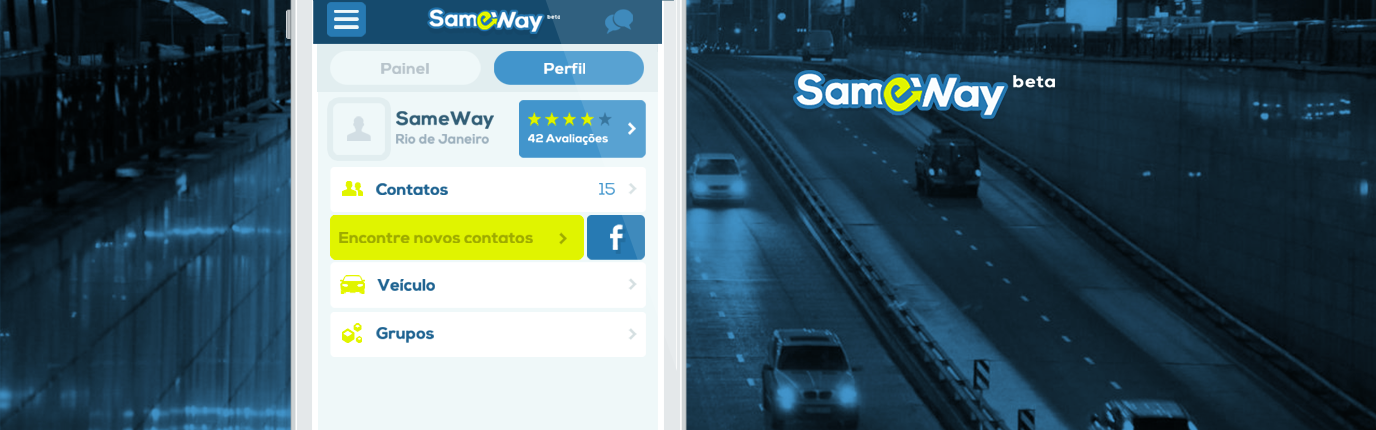 SameWay beta
Painel
Perfil
SameWay
Rio de Janeiro
42 Avaliações
Contatos 15
Encontre novos contatos
f
Veículo
Grupos
SameWay beta